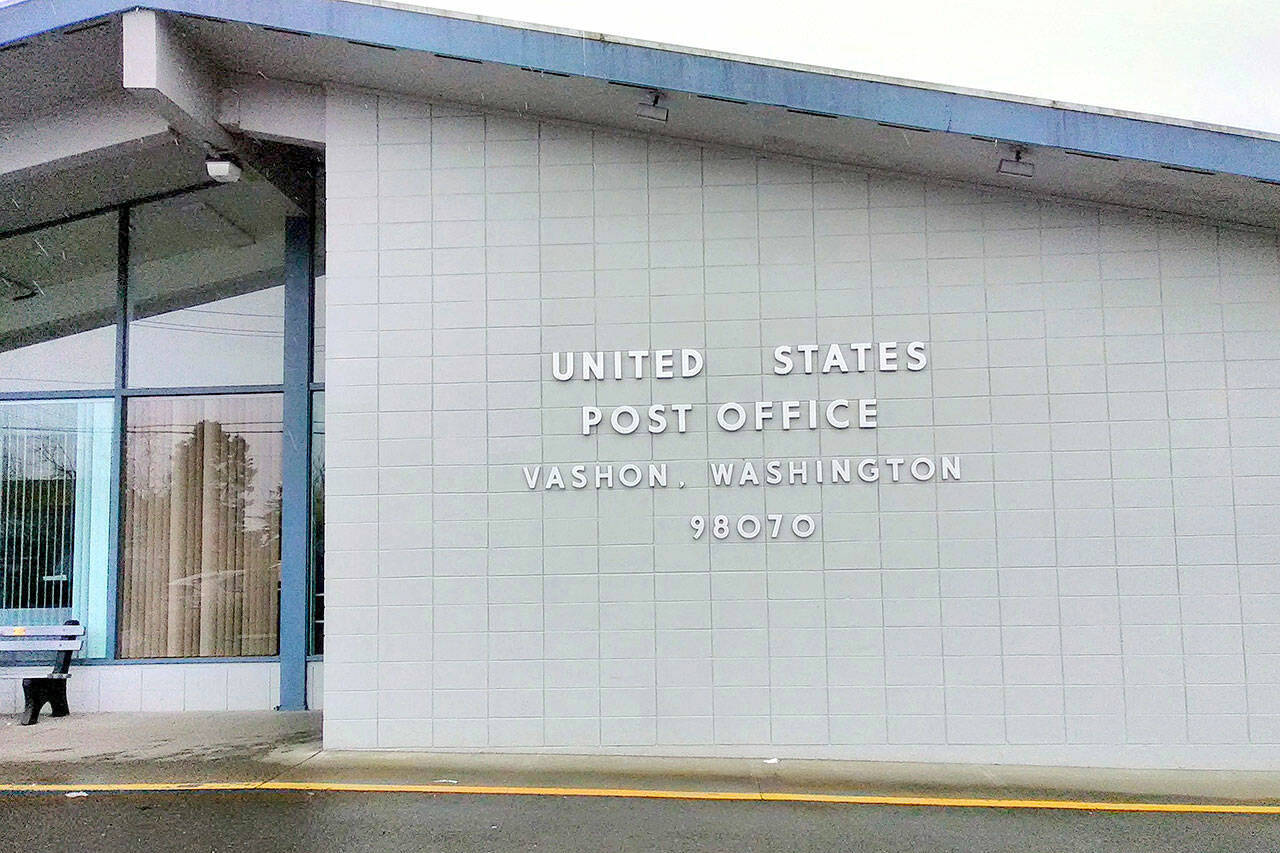 UNITED STATES
POST OFFICE
VASHON, WASHINGTON
98070